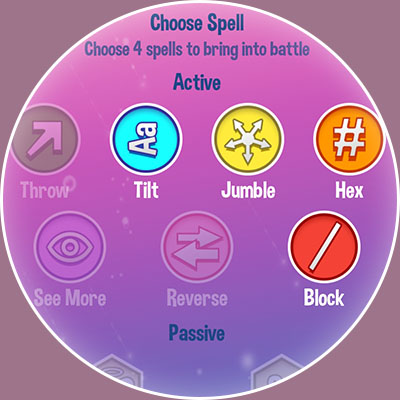 Choose Spell
Choose 4 spells to bring into battle
Active
Aa
#
Throw Tilt Jumble Hex
See More Reverse Block
Passive